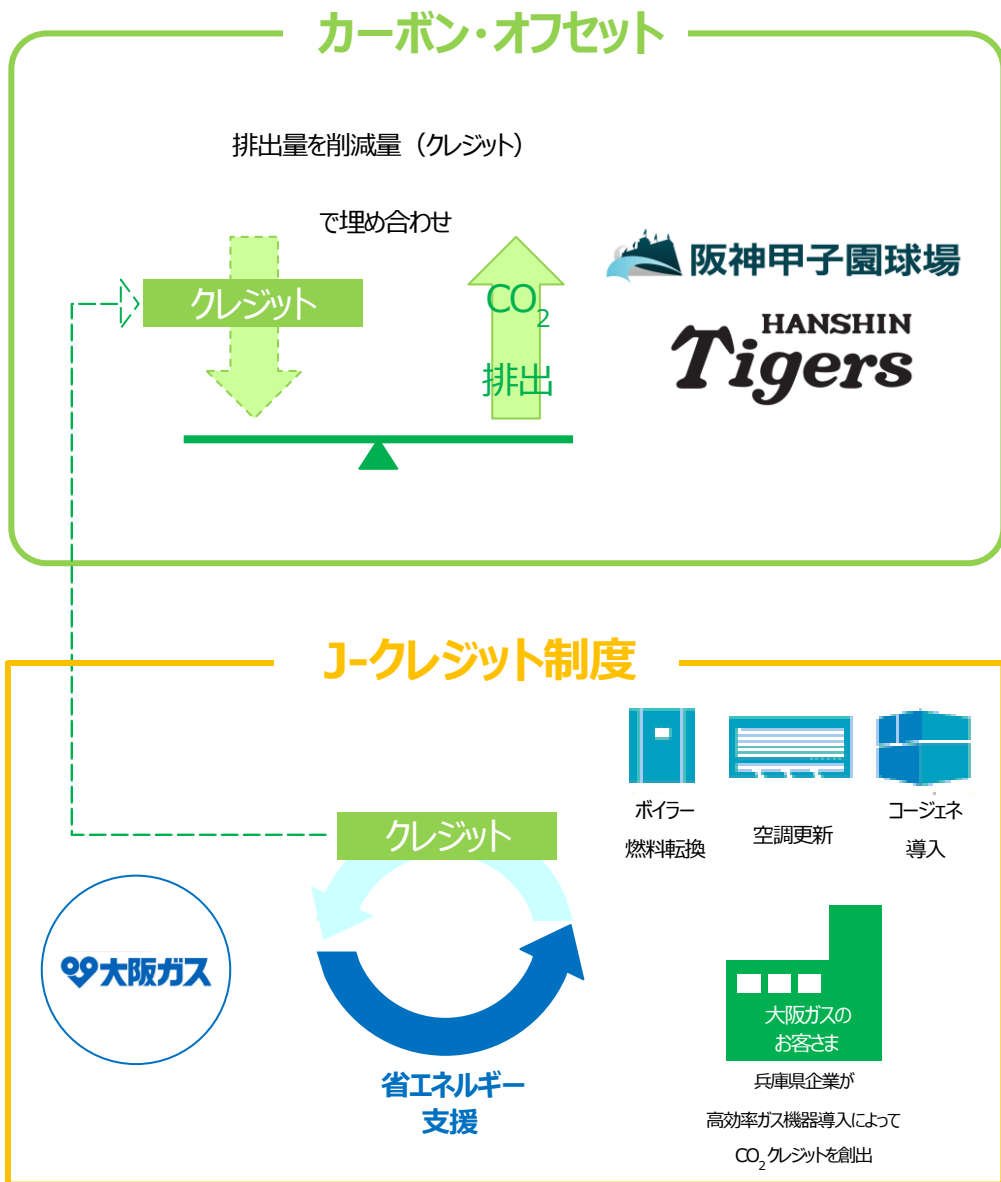 カーボン・オフセット
排出量を削減量（クレジット）
で埋め合わせ
クレジット
CO2
排出
阪神甲子園球場
HANSHIN
Tigers
J-クレジット制度
ボイラー
燃料転換
空調更新
コージェネ
導入
クレジット
大阪ガス
省エネルギー
支援
大阪ガスの
お客さま
兵庫県企業が
高効率ガス機器導入によって
CO2クレジットを創出